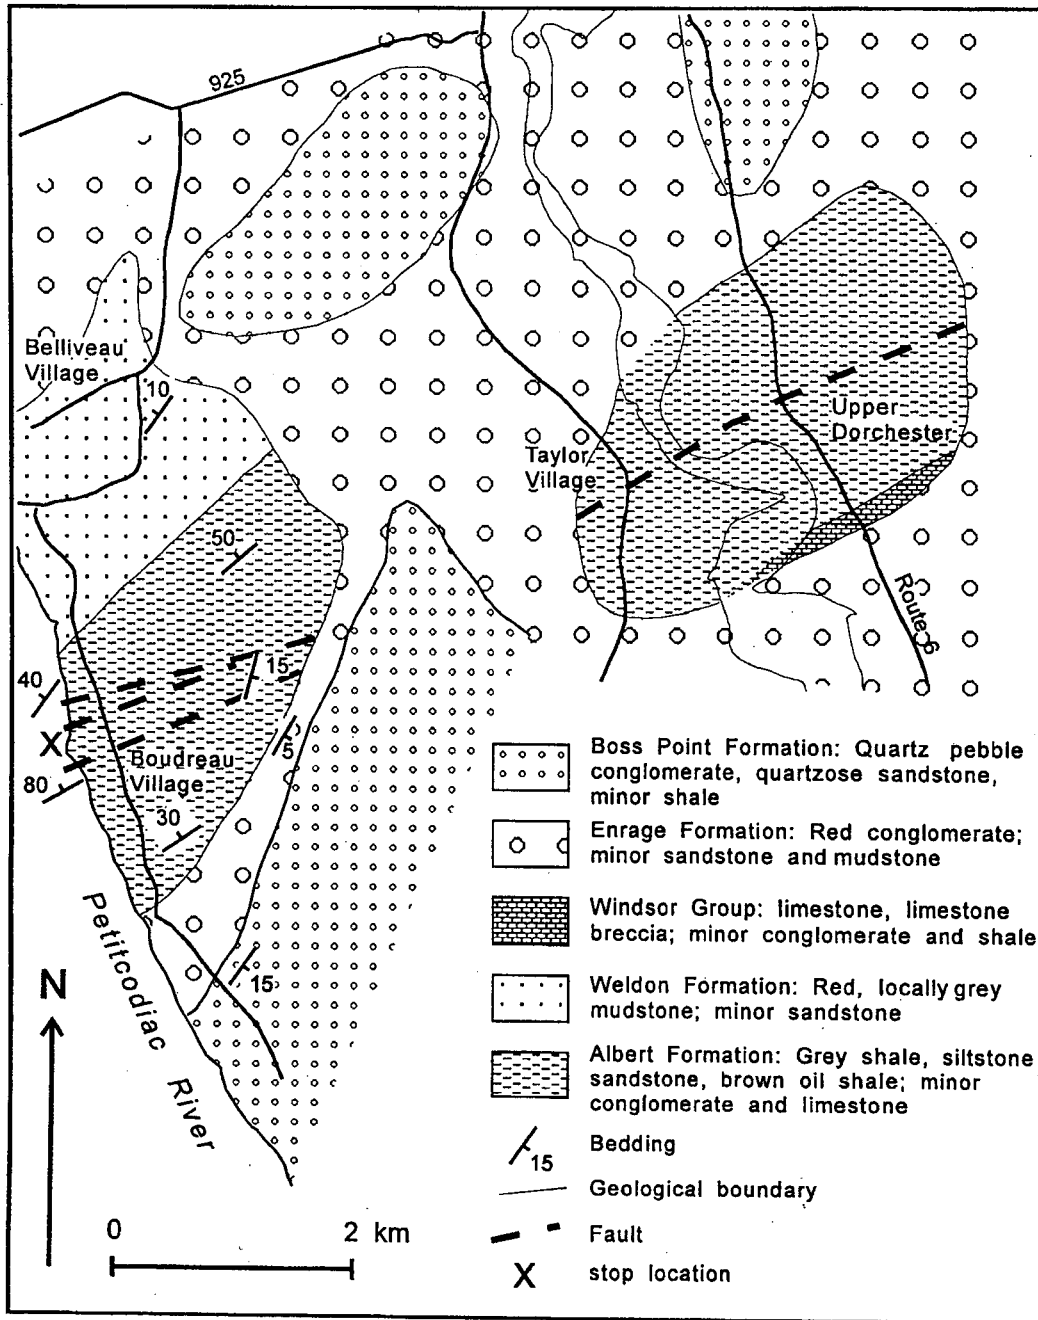 925
Belliveau
Village
10
Taylor
Village
Upper
Dorchester
50
Route
6
40
15
X
5
Boudreau
Village
80
30
15
Petitcodiac River
N
0 2 km
Boss Point Formation: Quartz pebble
conglomerate, quartzose sandstone,
minor shale
Enrage Formation: Red conglomerate;
minor sandstone and mudstone
Windsor Group: limestone, limestone
breccia; minor conglomerate and shale
Weldon Formation: Red, locally grey
mudstone; minor sandstone
Albert Formation: Grey shale, siltstone
sandstone, brown oil shale; minor
conglomerate and limestone
15
Bedding
Geological boundary
Fault
X stop location